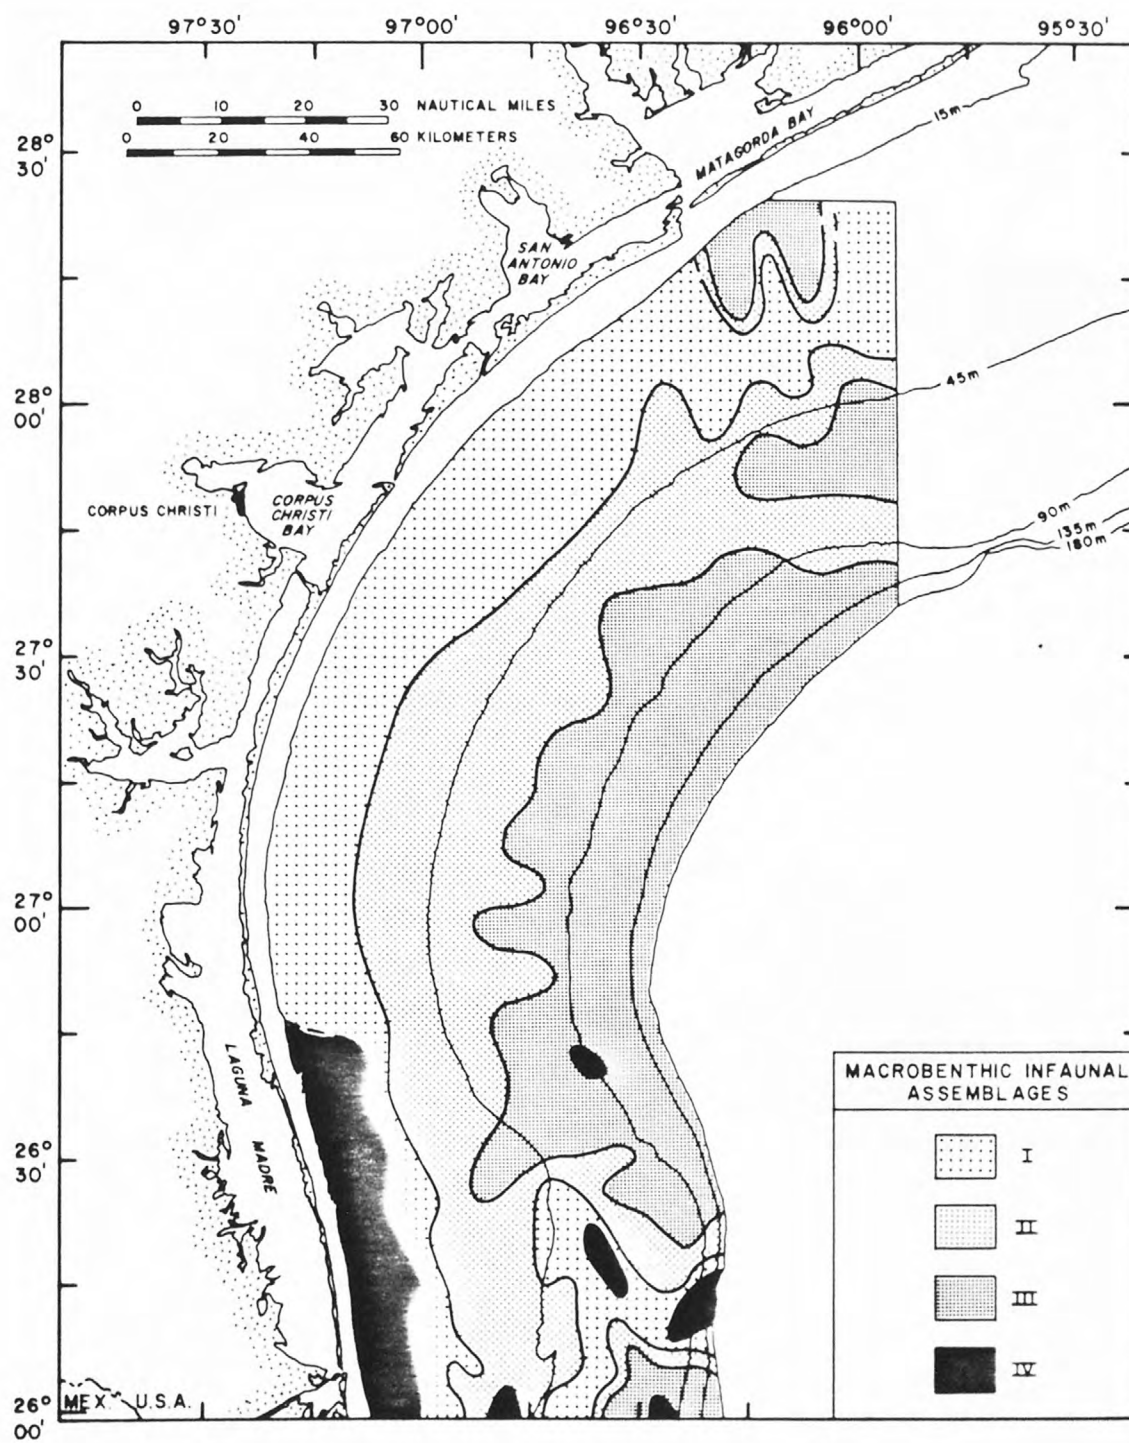 97°30' 97°00' 96°30' 96°00' 95°30'
0 10 20 30 NAUTICAL MILES
0 20 40 60 KILOMETERS
28°
30'
MATAGORDA BAY
15m
SAN
ANTONIO
BAY
45m
28°
00'
CORPUS CHRISTI
CORPUS
CHRISTI
BAY
90m
135m
180m
27°
30'
27°
00'
LAGUNA MADRE
26°
30'
MACROBENTHIC INFAUNAL
ASSEMBLAGES
I
II
III
IV
MEX. U.S.A.
26°
00'